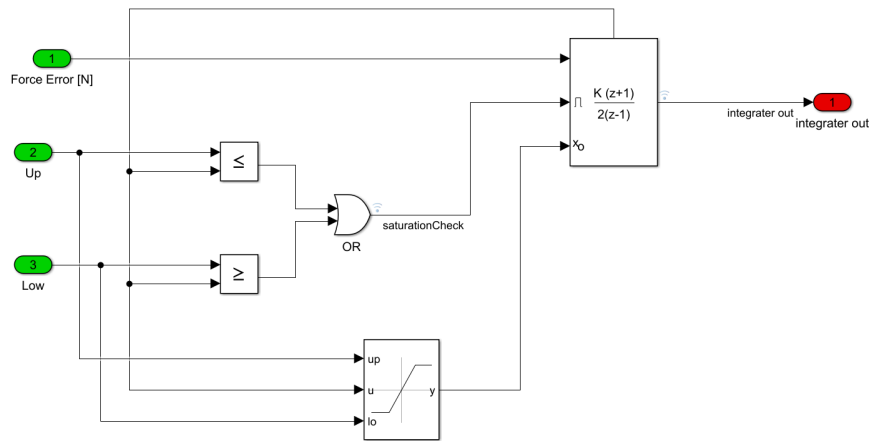 1
Force Error [N]
K (z+1)
2(z-1)
xo
integrater out
1
integrater out
2
Up
≤
OR
saturationCheck
3
Low
≥
up
u
y
lo